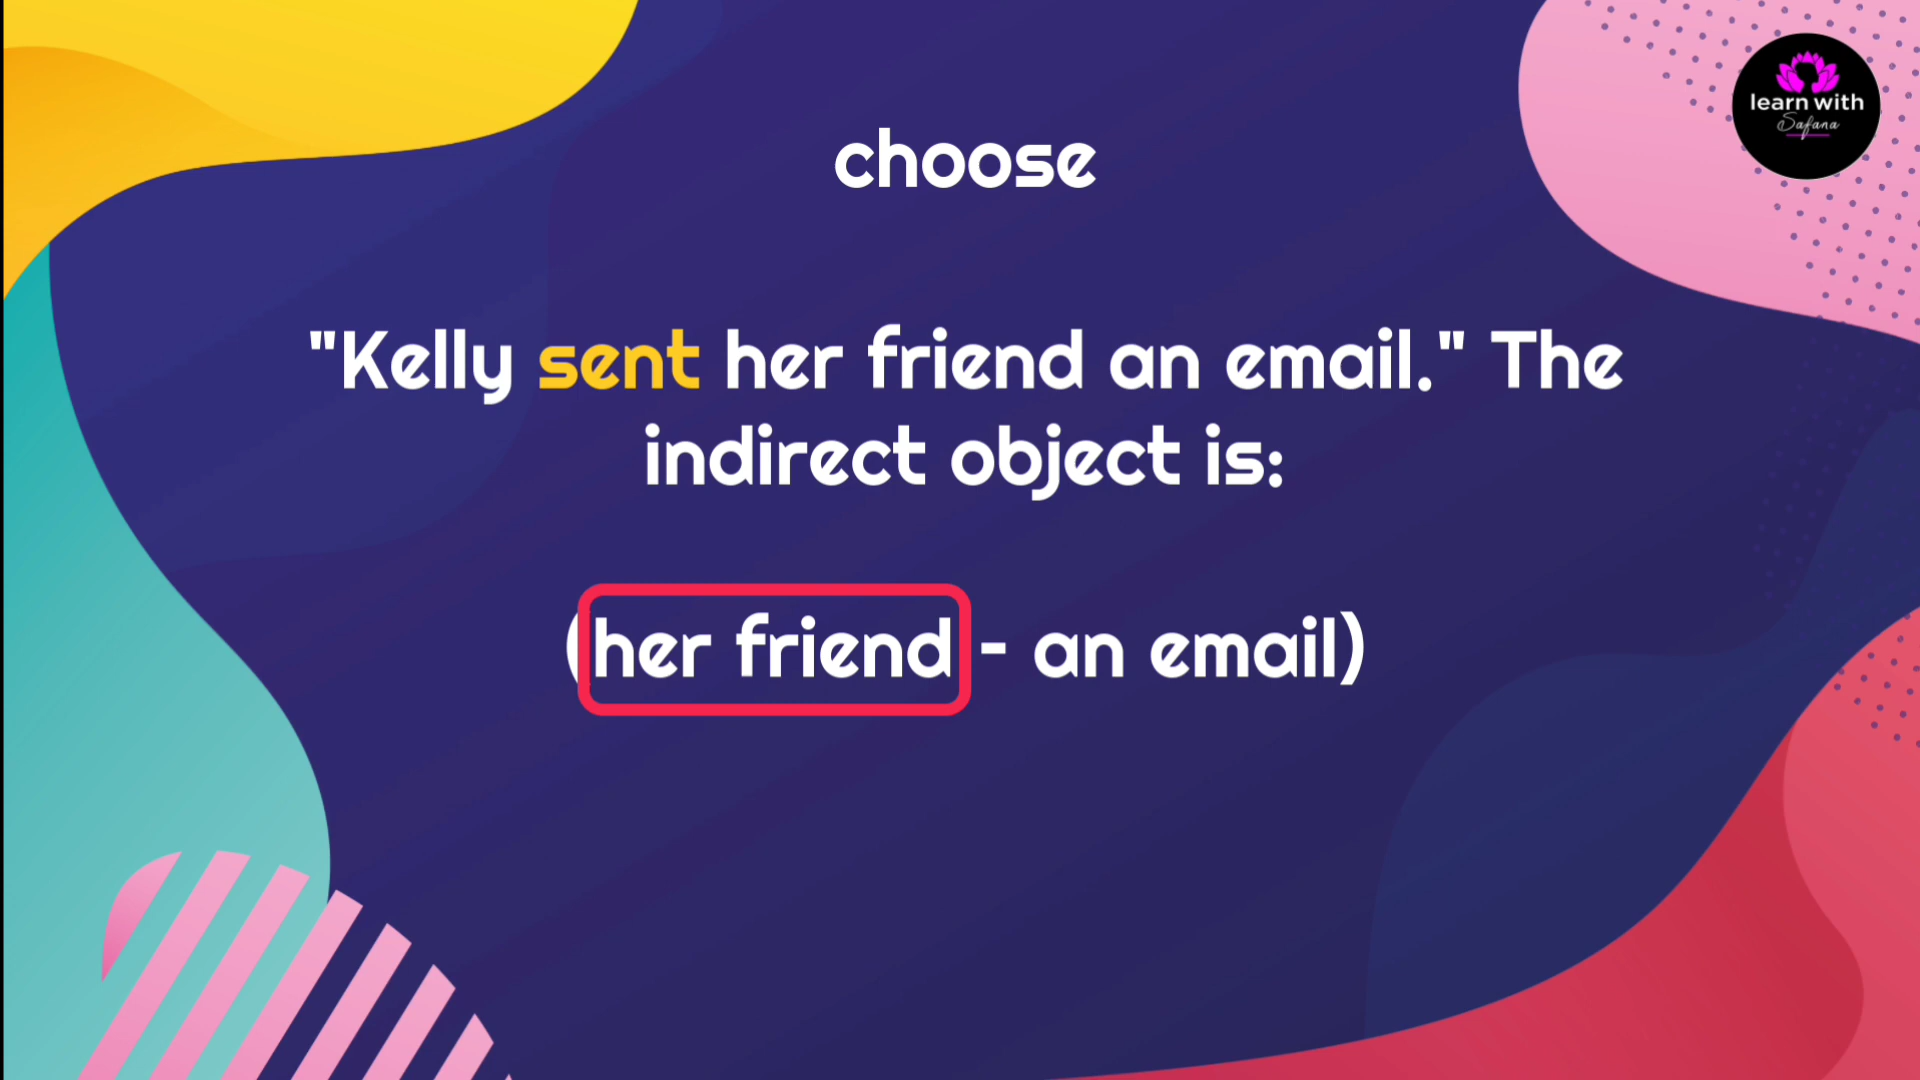 learn with
Safana
choose
"Kelly sent her friend an email." The
indirect object is:
(her friend - an email)